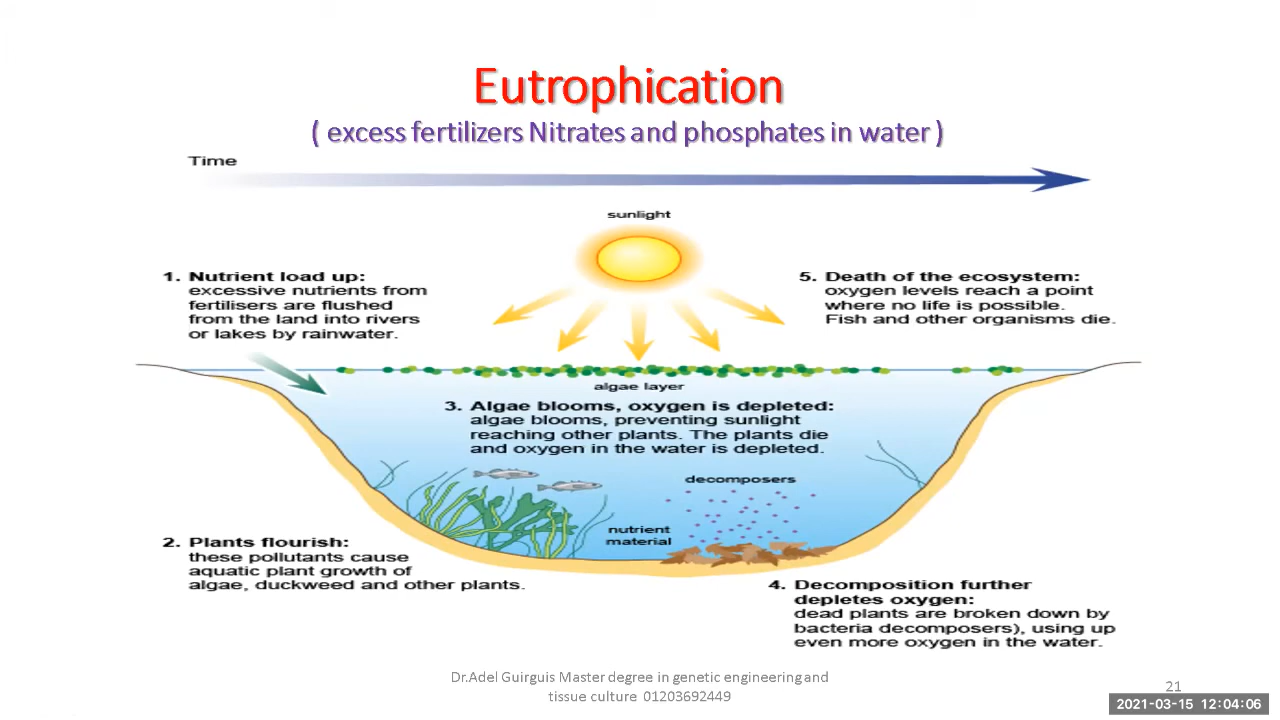 Eutrophication
( excess fertilizers Nitrates and phosphates in water )
Time
sunlight
1. Nutrient load up:
excessive nutrients from
fertilisers are flushed
from the land into rivers
or lakes by rainwater.
5. Death of the ecosystem:
oxygen levels reach a point
where no life is possible.
Fish and other organisms die.
algae layer
3. Algae blooms, oxygen is depleted:
algae blooms, preventing sunlight
reaching other plants. The plants die
and oxygen in the water is depleted.
decomposers
nutrient
material
2. Plants flourish:
these pollutants cause
aquatic plant growth of
algae, duckweed and other plants.
4. Decomposition further
depletes oxygen:
dead plants are broken down by
bacteria decomposers), using up
even more oxygen in the water.
Dr.Adel Guirguis Master degree in genetic engineering and
tissue culture 01203692449
21
2021-03-15 12:04:06